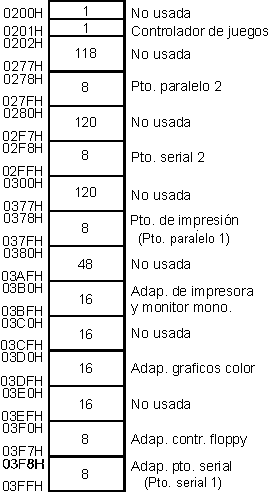 0200H 1 No usada
0201H 1 Controlador de juegos
0202H
118 No usada
0277H
0278H
8 Pto. paralelo 2
027FH
0280H
120 No usada
02F7H
02F8H
8 Pto. serial 2
02FFH
0300H
120 No usada
0377H
0378H
8 Pto. de impresión
(Pto. paralelo 1)
037FH
0380H
48 No usada
03AFH
03B0H
16 Adap. de impresora
y monitor mono.
03BFH
03C0H
16 No usada
03CFH
03D0H
16 Adap. graficos color
03DFH
03E0H
16 No usada
03EFH
03F0H
8 Adap. contr. floppy
03F7H
03F8H
8 Adap. pto. serial
(Pto. serial 1)
03FFH